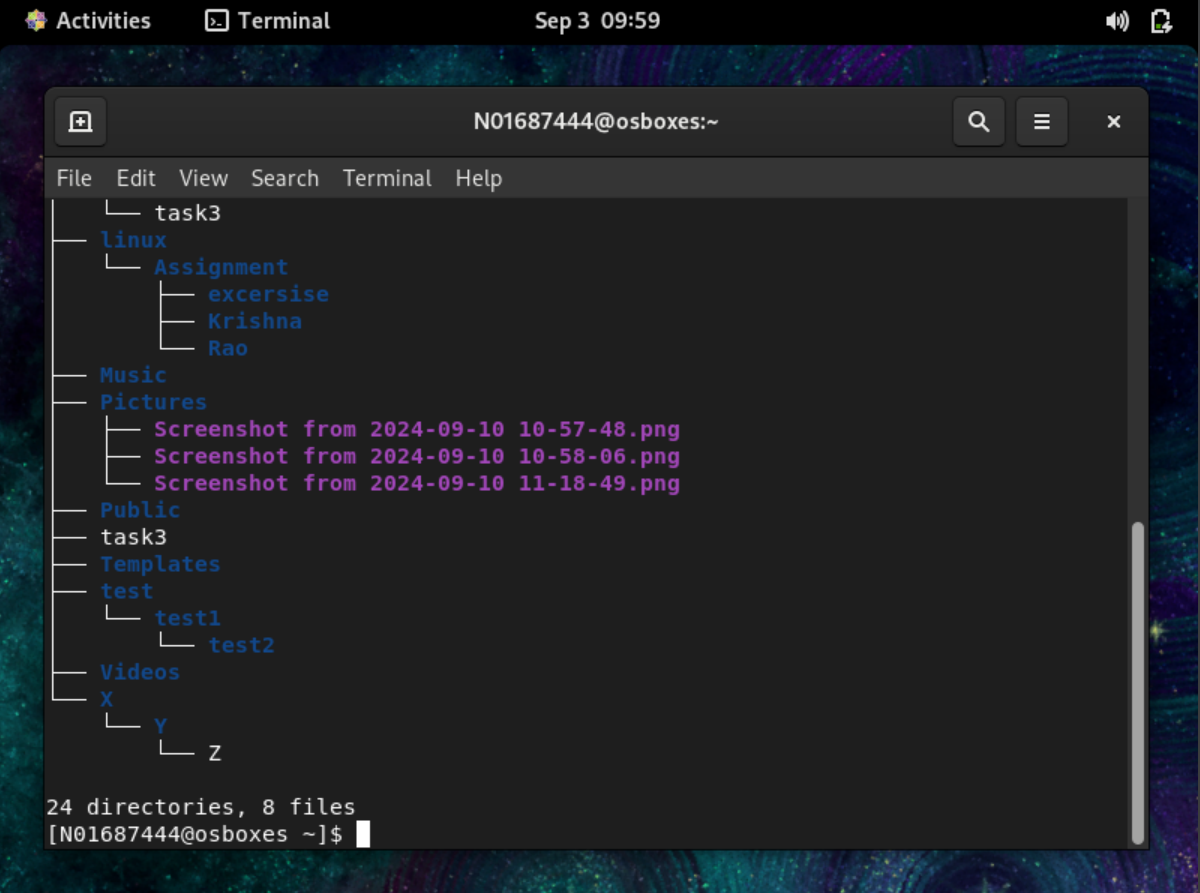 Activities Terminal Sep 3 09:59
N01687444@osboxes:~
File Edit View Search Terminal Help
│   └── task3
├── linux
│   └── Assignment
│       ├── excersise
│       ├── Krishna
│       └── Rao
├── Music
├── Pictures
│   ├── Screenshot from 2024-09-10 10-57-48.png
│   ├── Screenshot from 2024-09-10 10-58-06.png
│   └── Screenshot from 2024-09-10 11-18-49.png
├── Public
├── task3
├── Templates
├── test
│   └── test1
│       └── test2
├── Videos
└── X
    └── Y
        └── Z
24 directories, 8 files
[N01687444@osboxes ~]$